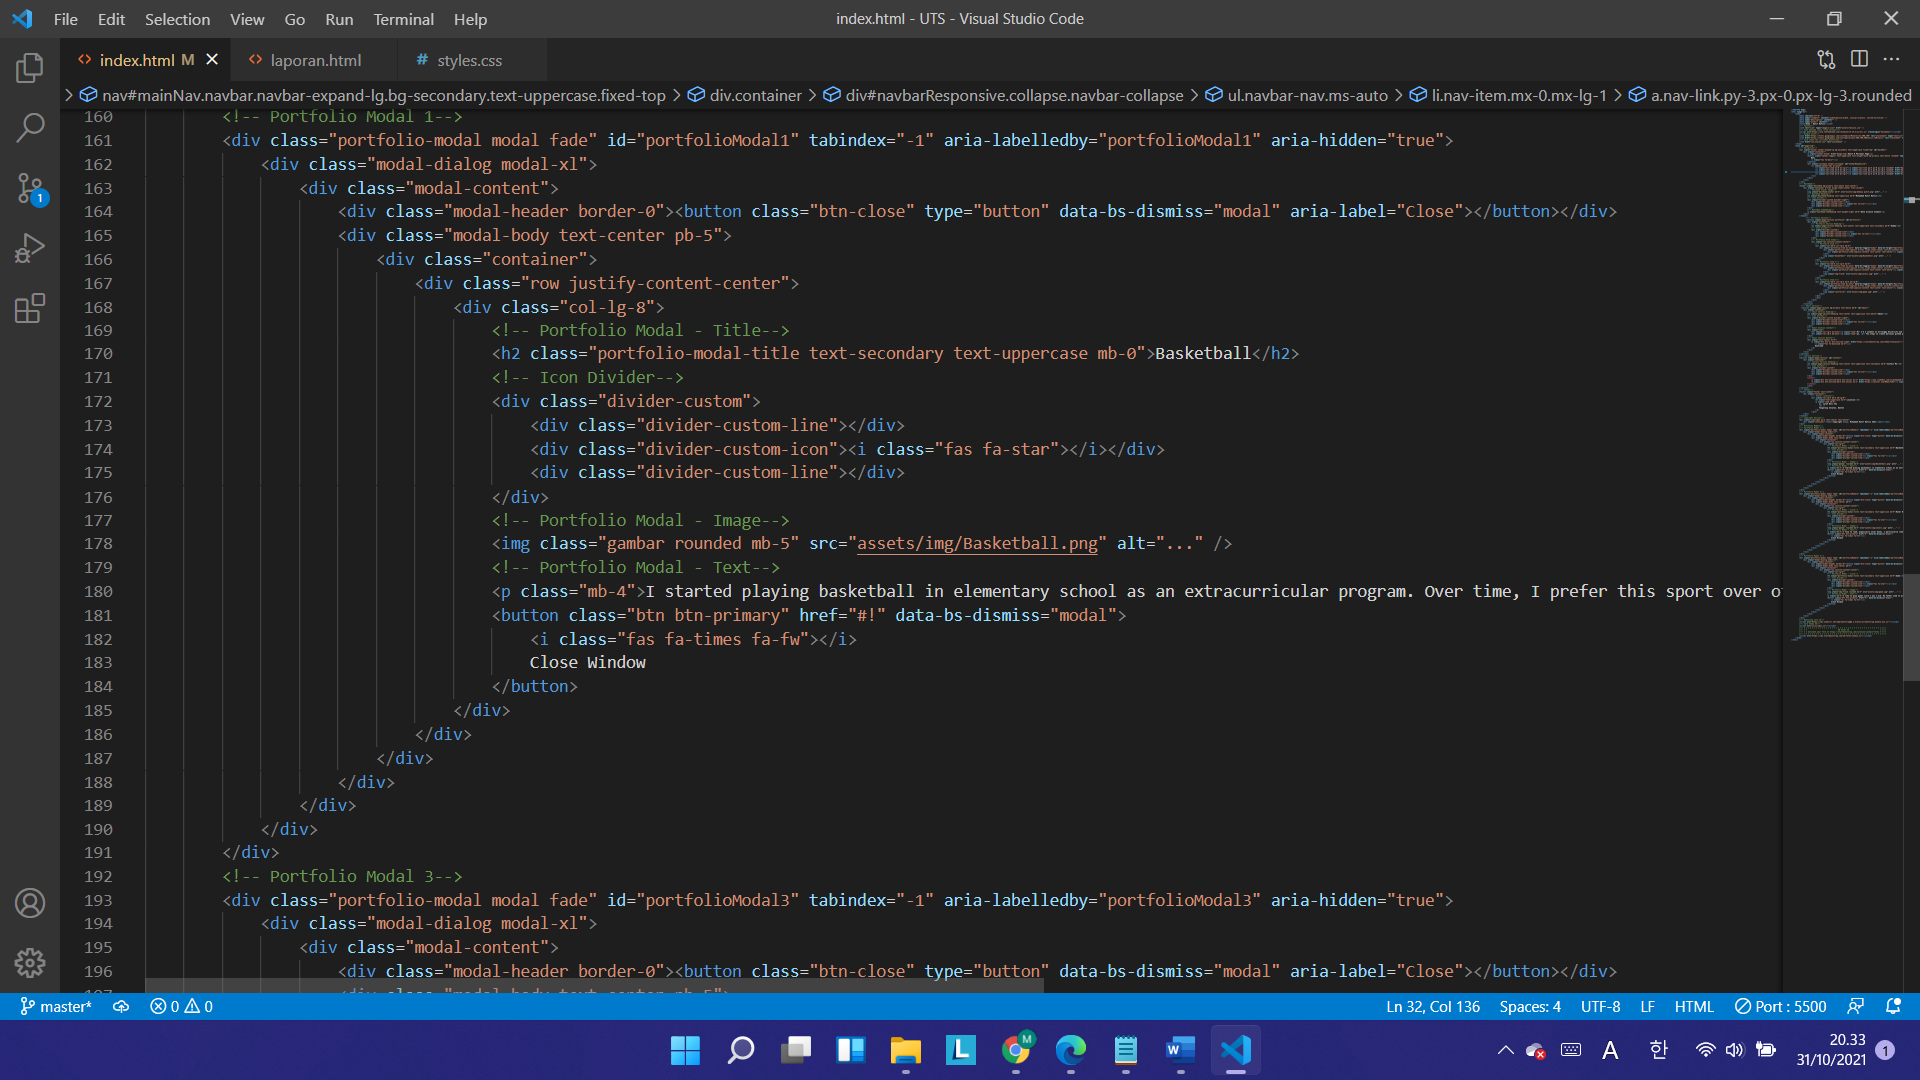 File Edit Selection View Go Run Terminal Help
index.html - UTS - Visual Studio Code
index.html M
laporan.html
# styles.css
nav#mainNav.navbar.navbar-expand-lg.bg-secondary.text-uppercase.fixed-top > div.container > div#navbarResponsive.collapse.navbar-collapse > ul.navbar-nav.ms-auto > li.nav-item.mx-0.mx-lg-1 > a.nav-link.py-3.px-0.px-lg-3.rounded
160 <!-- Portfolio Modal 1-->
161 <div class="portfolio-modal modal fade" id="portfolioModal1" tabindex="-1" aria-labelledby="portfolioModal1" aria-hidden="true">
162 <div class="modal-dialog modal-xl">
163 <div class="modal-content">
164 <div class="modal-header border-0"><button class="btn-close" type="button" data-bs-dismiss="modal" aria-label="Close"></button></div>
165 <div class="modal-body text-center pb-5">
166 <div class="container">
167 <div class="row justify-content-center">
168 <div class="col-lg-8">
169 <!-- Portfolio Modal - Title-->
170 <h2 class="portfolio-modal-title text-secondary text-uppercase mb-0">Basketball</h2>
171 <!-- Icon Divider-->
172 <div class="divider-custom">
173 <div class="divider-custom-line"></div>
174 <div class="divider-custom-icon"><i class="fas fa-star"></i></div>
175 <div class="divider-custom-line"></div>
176 </div>
177 <!-- Portfolio Modal - Image-->
178 <img class="gambar rounded mb-5" src="assets/img/Basketball.png" alt="..." />
179 <!-- Portfolio Modal - Text-->
180 <p class="mb-4">I started playing basketball in elementary school as an extracurricular program. Over time, I prefer this sport over
181 <button class="btn btn-primary" href="#!" data-bs-dismiss="modal">
182 <i class="fas fa-times fa-fw"></i>
183 Close Window
184 </button>
185 </div>
186 </div>
187 </div>
188 </div>
189 </div>
190 </div>
191 </div>
192 <!-- Portfolio Modal 3-->
193 <div class="portfolio-modal modal fade" id="portfolioModal3" tabindex="-1" aria-labelledby="portfolioModal3" aria-hidden="true">
194 <div class="modal-dialog modal-xl">
195 <div class="modal-content">
196 <div class="modal-header border-0"><button class="btn-close" type="button" data-bs-dismiss="modal" aria-label="Close"></button></div>
master* 0 0
1
Ln 32, Col 136 Spaces: 4 UTF-8 LF HTML Port : 5500
L M W A 한
20.33
31/10/2021
1